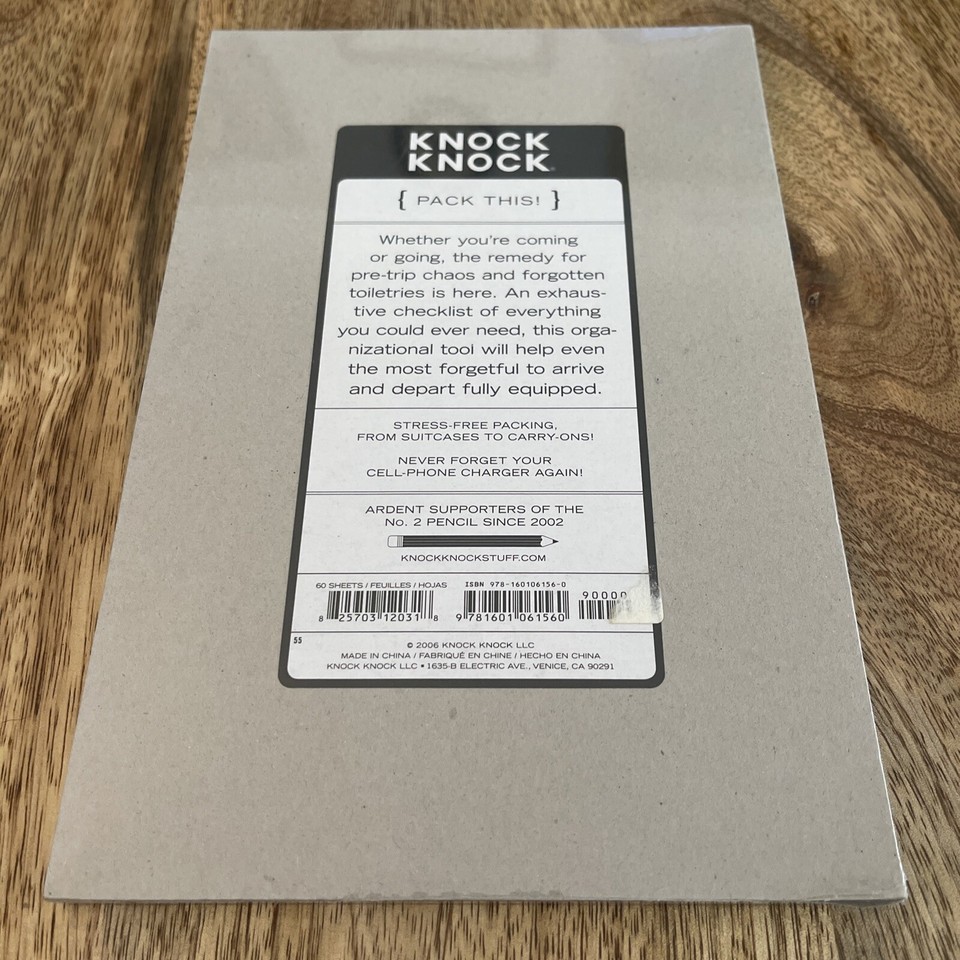 KNOCK
KNOCK®
{ PACK THIS! }
Whether you're coming
or going, the remedy for
pre-trip chaos and forgotten
toiletries is here. An exhaus-
tive checklist of everything
you could ever need, this orga-
nizational tool will help even
the most forgetful to arrive
and depart fully equipped.
STRESS-FREE PACKING,
FROM SUITCASES TO CARRY-ONS!
NEVER FORGET YOUR
CELL-PHONE CHARGER AGAIN!
ARDENT SUPPORTERS OF THE
No. 2 PENCIL SINCE 2002
KNOCKKNOCKSTUFF.COM
60 SHEETS / FEUILLES / HOJAS
ISBN 978-160106156-0
90000
8 25703 12031 8
9 781601 061560
55
© 2006 KNOCK KNOCK LLC
MADE IN CHINA / FABRIQUÉ EN CHINE / HECHO EN CHINA
KNOCK KNOCK LLC • 1635-B ELECTRIC AVE., VENICE, CA 90291